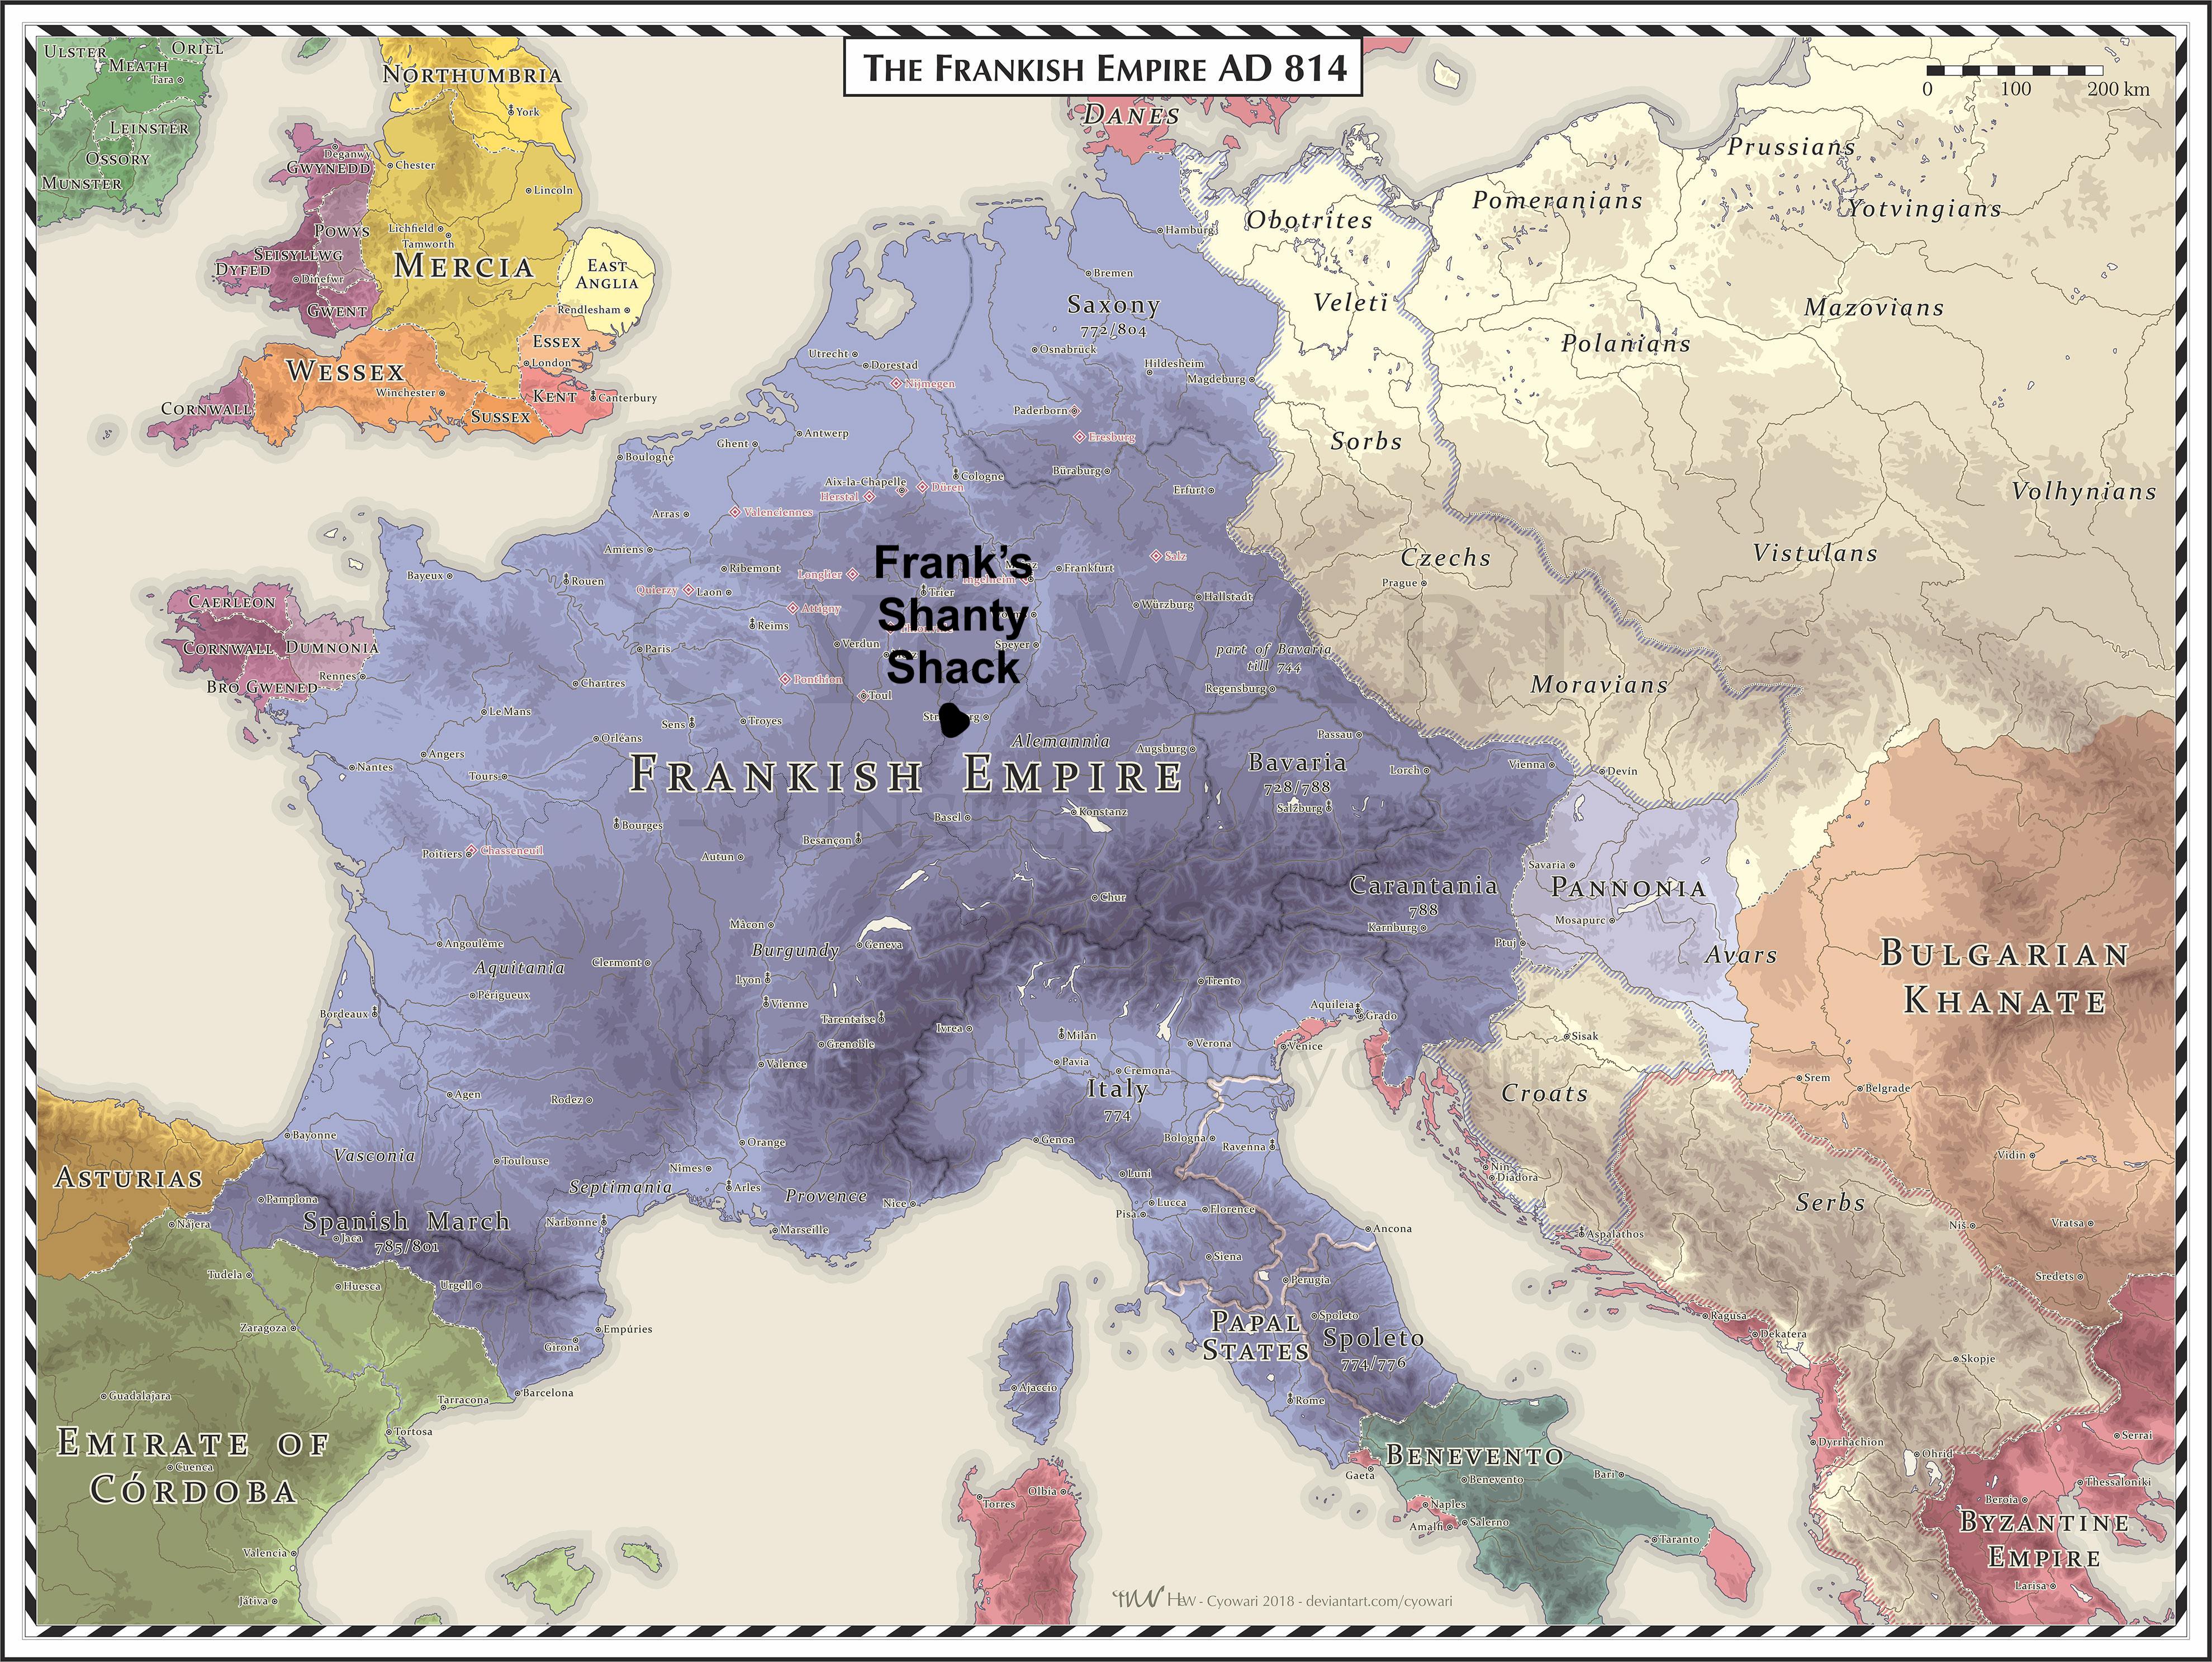 THE FRANKISH EMPIRE AD 814
0 100 200 km
ULSTER
ORIEL
MEATH
Tara
LEINSTER
OSSORY
MUNSTER
NORTHUMBRIA
York
DANES
Deganwy
GWYNEDD
Chester
Lincoln
POWYS
Lichfield
Tamworth
SEISYLLWG
DYFED
Dinefwr
MERCIA
EAST
ANGLIA
GWENT
Rendlesham
ESSEX
WESSEX
London
Winchester
KENT
Canterbury
CORNWALL
SUSSEX
Prussians
Pomeranians
Yotvingians
Obotrites
Hamburg
Bremen
Veleti
Saxony
772/804
Mazovians
Polanians
Osnabrück
Utrecht
Dorestad
Hildesheim
Magdeburg
Nijmegen
Paderborn
Eresburg
Antwerp
Ghent
Boulogne
Sorbs
Büraburg
Cologne
Aix-la-Chapelle
Düren
Herstal
Erfurt
Volhynians
Arras
Valenciennes
Amiens
Salz
Czechs
Vistulans
Frank's
Shanty
Shack
Ribemont
Longlier
Frankfurt
Bayeux
Rouen
Prague
Quierzy
Laon
Trier
Hallstadt
Würzburg
CAERLEON
Attigny
Reims
Verdun
Speyer
Paris
CORNWALL
DUMNONIA
part of Bavaria
till 744
Rennes
BRO GWENED
Ponthion
Chartres
Toul
Regensburg
Moravians
Le Mans
Sens
Troyes
Orléans
Alemannia
Augsburg
Passau
Angers
Nantes
Tours
FRANKISH EMPIRE
Bavaria
728/788
Lorch
Vienna
Devín
Salzburg
Konstanz
Basel
Bourges
Besançon
Poitiers
Chasseneuil
Autun
Savaria
PANNONIA
Carantania
788
Chur
Mosapurc
Karnburg
Mâcon
Ptuj
Angoulême
Burgundy
Geneva
Avars
BULGARIAN
KHANATE
Aquitania
Clermont
Lyon
Trento
Périgueux
Vienne
Bordeaux
Tarentaise
Aquileia
Grado
Ivrea
Milan
Sisak
Grenoble
Verona
Venice
Valence
Pavia
Cremona
Italy
774
Srem
Belgrade
Croats
Agen
Rodez
Bayonne
Orange
Genoa
Bologna
Ravenna
Vasconia
Toulouse
Vidin
Nîmes
Luni
Nin
Diadora
ASTURIAS
Septimania
Arles
Provence
Pamplona
Nice
Lucca
Pisa
Florence
Serbs
Nájera
Spanish March
785/801
Jaca
Narbonne
Marseille
Ancona
Niš
Vratsa
Aspalathos
Siena
Tudela
Huesca
Urgell
Perugia
Sredets
Zaragoza
Empúries
Girona
PAPAL
STATES
Spoleto
Spoleto
774/776
Ragusa
Dekatera
Skopje
Guadalajara
Barcelona
Tarracona
Ajaccio
Rome
Tortosa
EMIRATE OF
CÓRDOBA
Cuenca
BENEVENTO
Benevento
Dyrrhachion
Ohrid
Serrai
Gaeta
Bari
Thessaloniki
Torres
Olbia
Naples
Amalfi
Salerno
Beroia
BYZANTINE
EMPIRE
Taranto
Valencia
Larisa
Játiva
HW - Cyowari 2018 - deviantart.com/cyowari